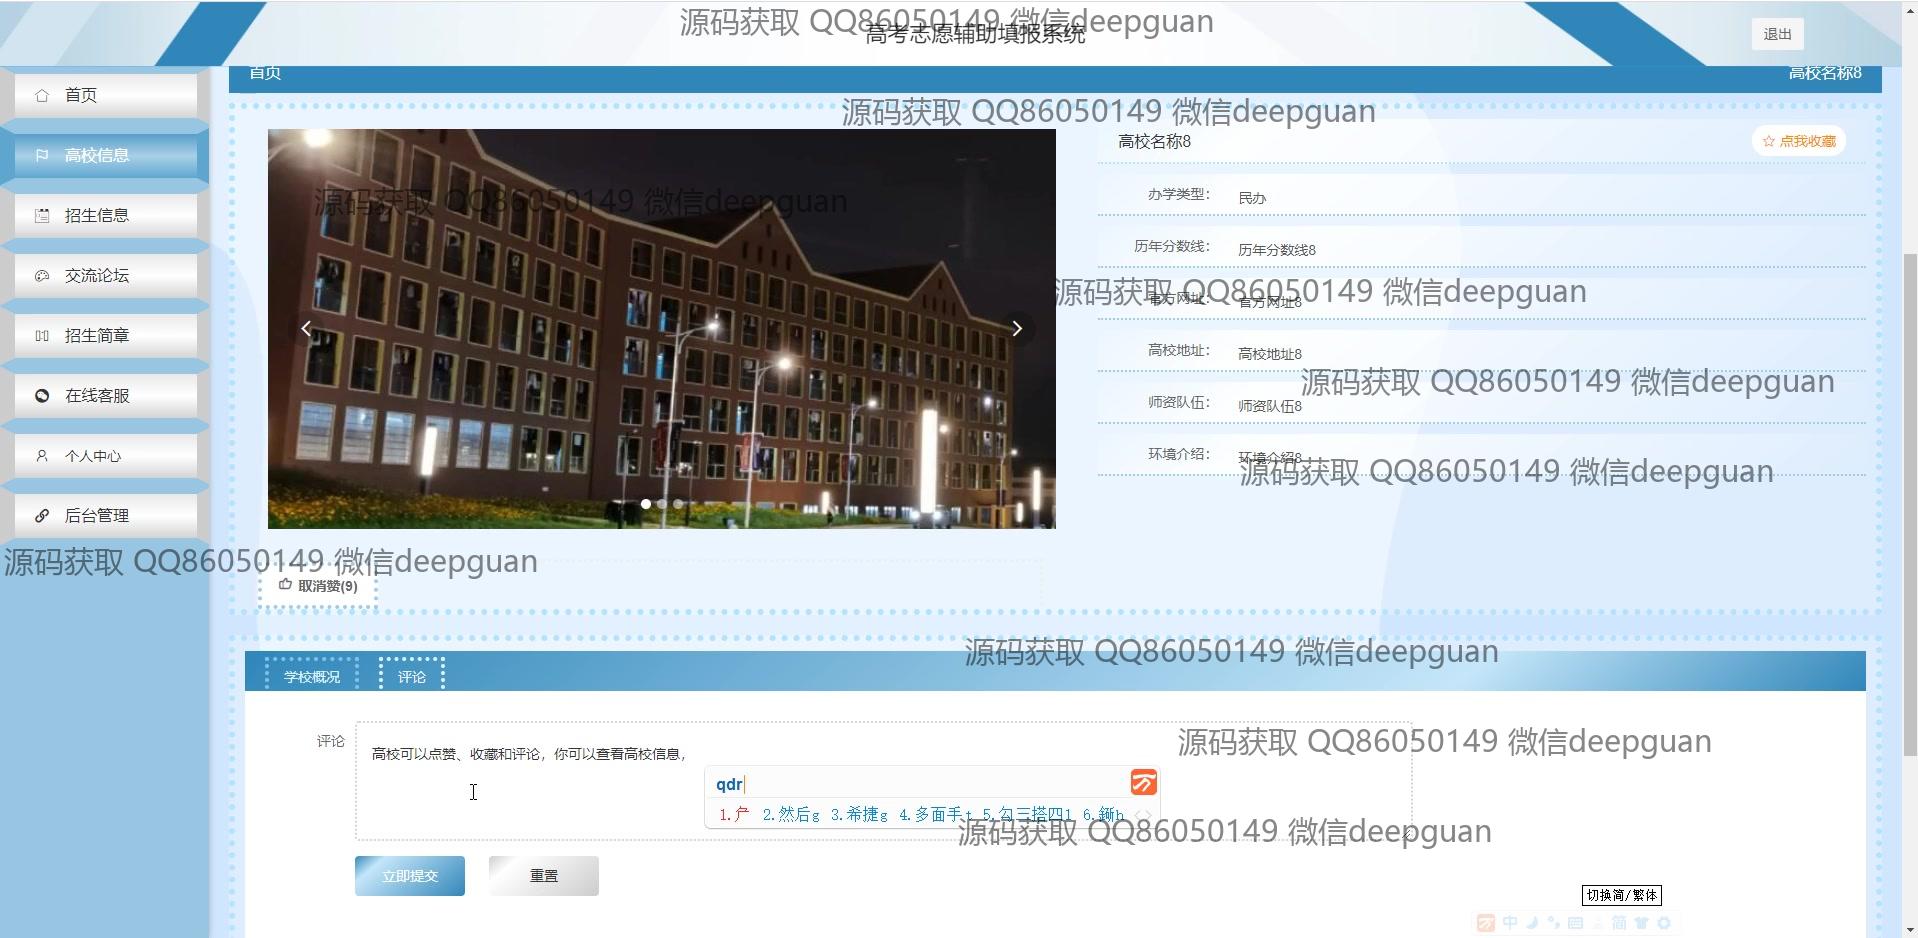 源码获取 QQ86050149 微信deepguan
高考志愿辅助填报系统
退出
首页
高校名称8
首页
高校信息
招生信息
交流论坛
招生简章
在线客服
个人中心
后台管理
源码获取 QQ86050149 微信deepguan
源码获取 QQ86050149 微信deepguan
高校名称8
点我收藏
办学类型： 民办
历年分数线： 历年分数线8
源码获取 QQ86050149 微信deepguan
官方网址： 官方网址8
高校地址： 高校地址8
源码获取 QQ86050149 微信deepguan
师资队伍： 师资队伍8
环境介绍： 环境介绍8
源码获取 QQ86050149 微信deepguan
源码获取 QQ86050149 微信deepguan
取消赞(9)
源码获取 QQ86050149 微信deepguan
学校概况 评论
源码获取 QQ86050149 微信deepguan
评论
高校可以点赞、收藏和评论，你可以查看高校信息，
qdr
1.⺈ 2.然后g 3.希捷g 4.多面手t 5.勾三搭四l
源码获取 QQ86050149 微信deepguan
立即提交 重置
切换简/繁体
中 简